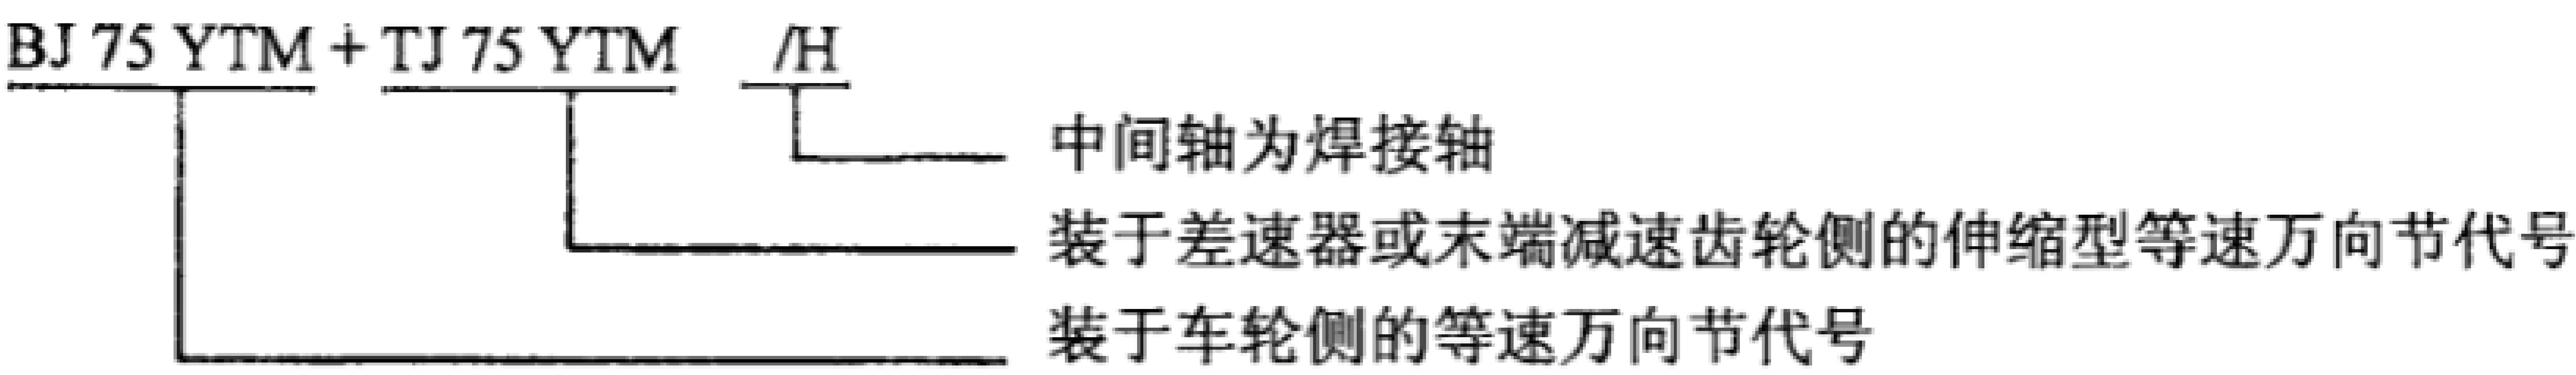 BJ 75 YTM + TJ 75 YTM /H
中间轴为焊接轴
装于差速器或末端减速齿轮侧的伸缩型等速万向节代号
装于车轮侧的等速万向节代号